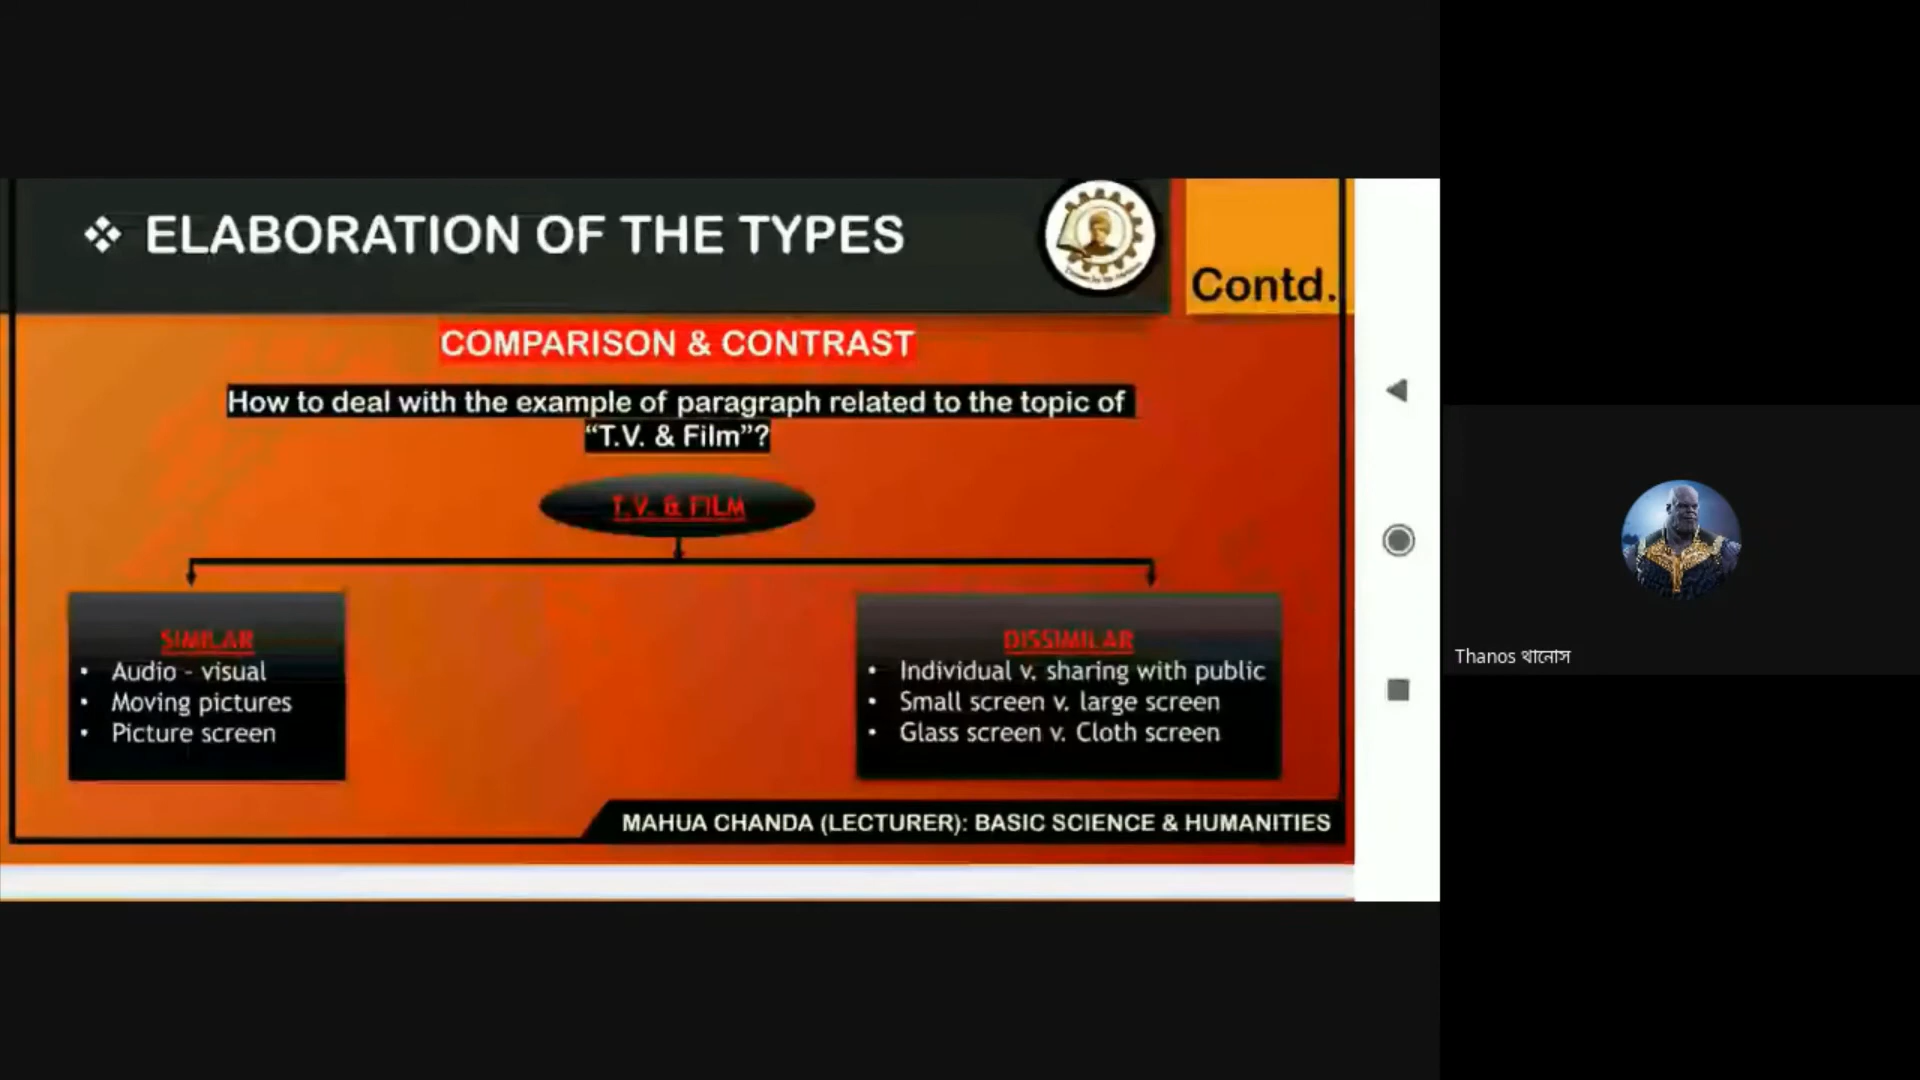 ❖ ELABORATION OF THE TYPES
Contd.
COMPARISON & CONTRAST
How to deal with the example of paragraph related to the topic of
“T.V. & Film”?
T.V. & FILM
SIMILAR
• Audio - visual
• Moving pictures
• Picture screen
DISSIMILAR
• Individual v. sharing with public
• Small screen v. large screen
• Glass screen v. Cloth screen
MAHUA CHANDA (LECTURER): BASIC SCIENCE & HUMANITIES
Thanos থানোস